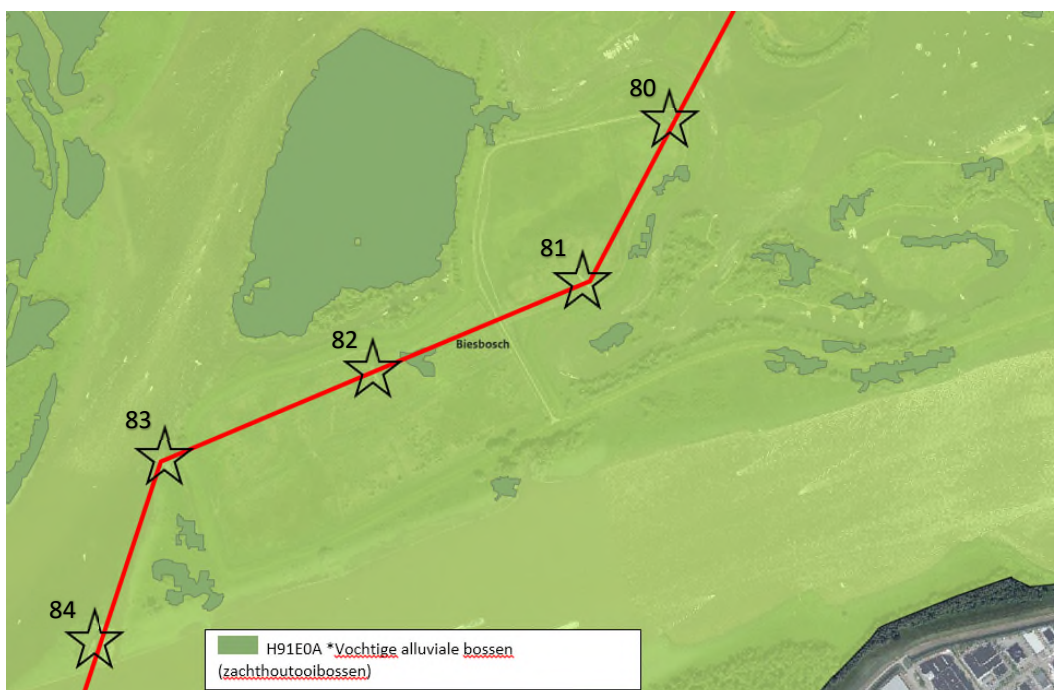 80
81
82
Biesbosch
83
84
H91E0A *Vochtige alluviale bossen
(zachthoutooibossen)